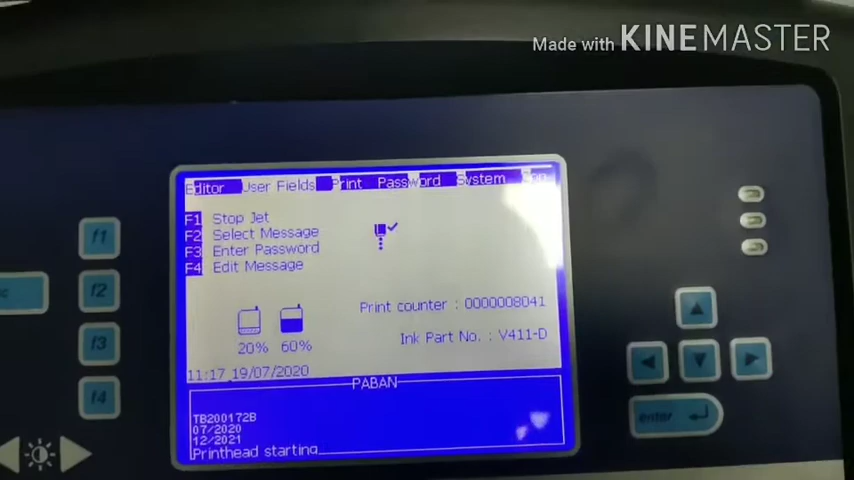 Made with KINEMASTER
Editor User Fields Print Password System
F1 Stop Jet
F2 Select Message
F3 Enter Password
F4 Edit Message
Print counter : 0000008041
20% 60%
Ink Part No. : V411-D
11:17 19/07/2020
PABAN
TB200172B
07/2020
12/2021
Printhead starting
f1
f2
f3
f4
enter